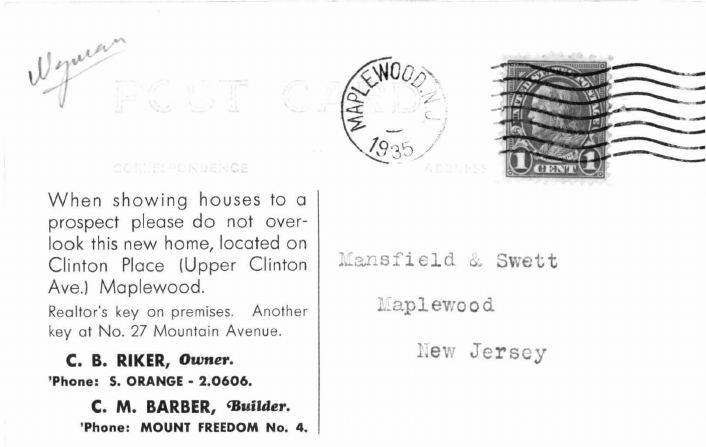 Wyman
POST CARD
MAPLEWOOD. N.J
1935
1 CENT 1
CORRESPONDENCE
ADDRESS
When showing houses to a
prospect please do not over-
look this new home, located on
Clinton Place (Upper Clinton
Ave.) Maplewood.
Realtor's key on premises. Another
key at No. 27 Mountain Avenue.
C. B. RIKER, Owner.
'Phone: S. ORANGE - 2.0606.
C. M. BARBER, Builder.
'Phone: MOUNT FREEDOM No. 4.
Mansfield & Swett
Maplewood
New Jersey